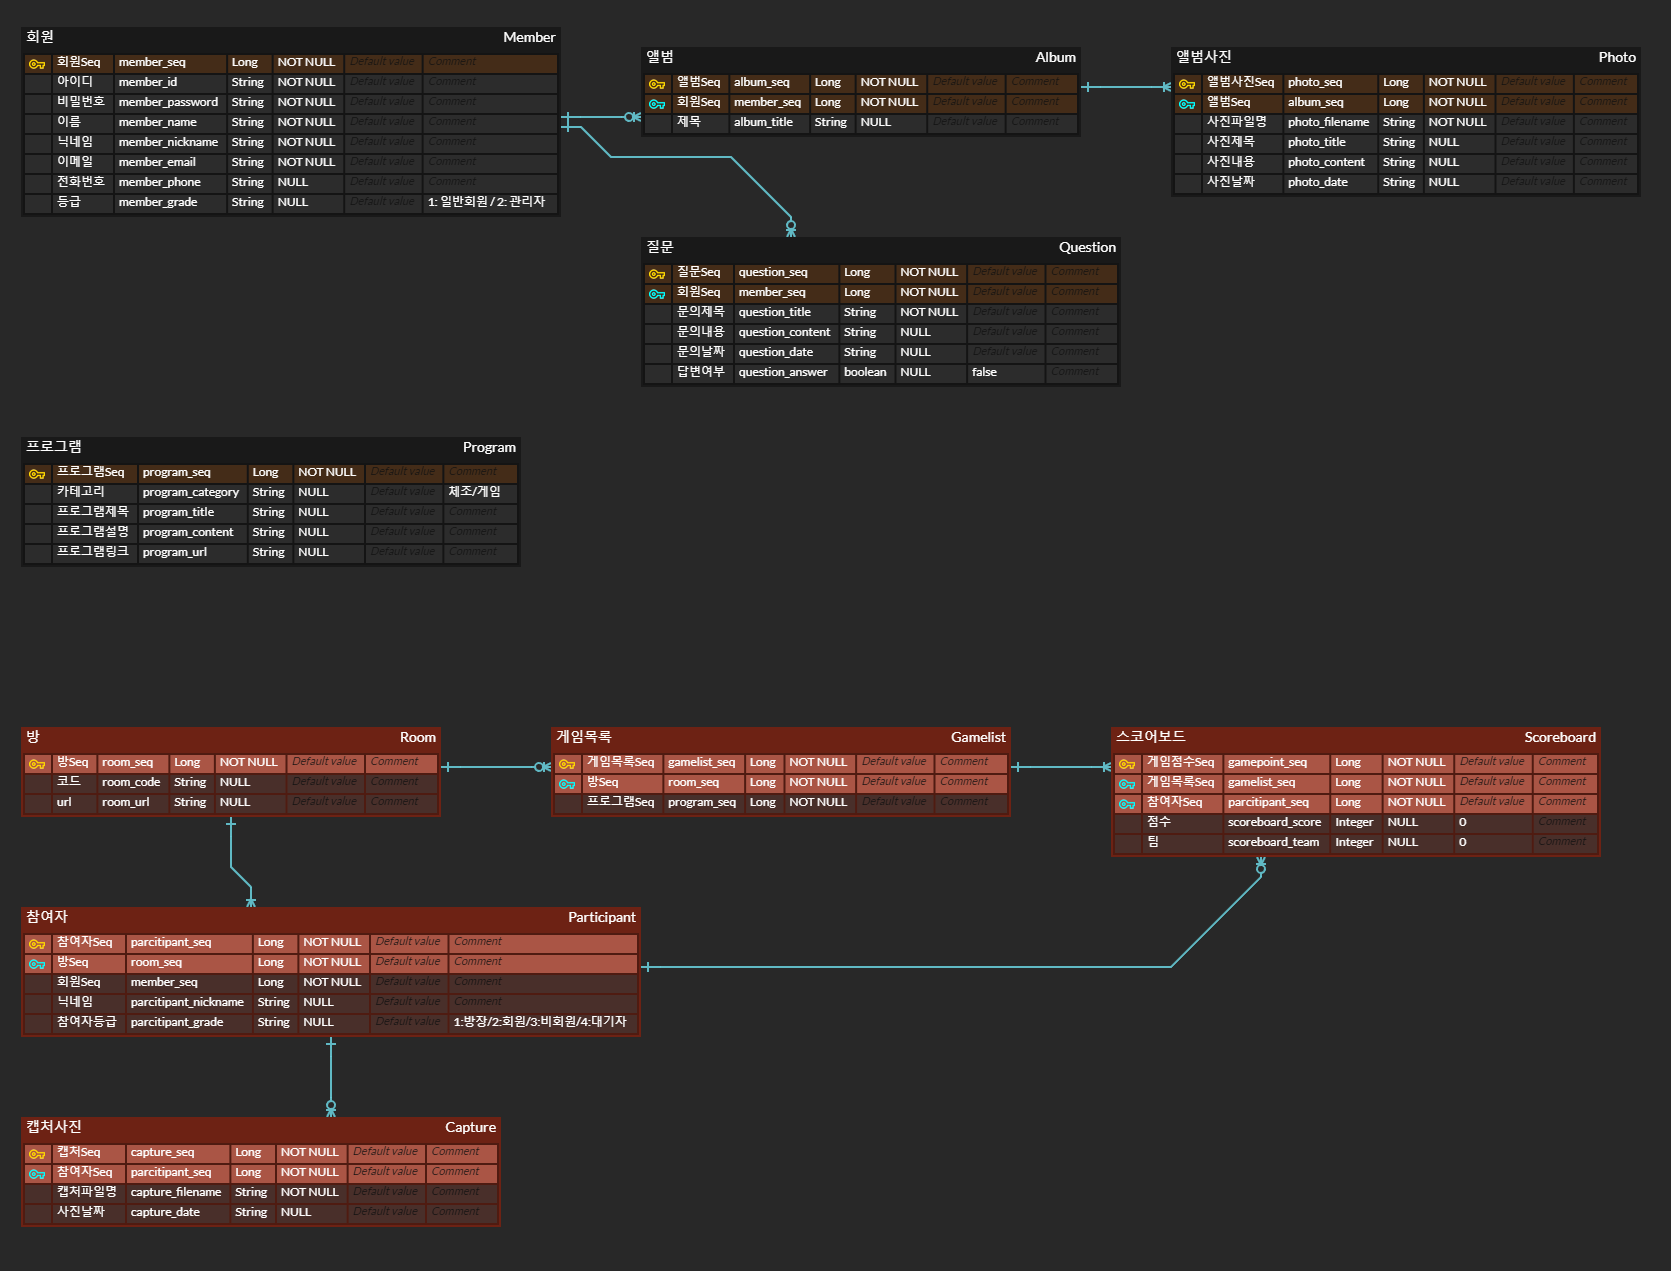 회원 Member
회원Seq member_seq Long NOT NULL Default value Comment
아이디 member_id String NOT NULL Default value Comment
비밀번호 member_password String NOT NULL Default value Comment
이름 member_name String NOT NULL Default value Comment
닉네임 member_nickname String NOT NULL Default value Comment
이메일 member_email String NOT NULL Default value Comment
전화번호 member_phone String NULL Default value Comment
등급 member_grade String NULL Default value 1: 일반회원 / 2: 관리자
앨범 Album
앨범Seq album_seq Long NOT NULL Default value Comment
회원Seq member_seq Long NOT NULL Default value Comment
제목 album_title String NULL Default value Comment
앨범사진 Photo
앨범사진Seq photo_seq Long NOT NULL Default value Comment
앨범Seq album_seq Long NOT NULL Default value Comment
사진파일명 photo_filename String NOT NULL Default value Comment
사진제목 photo_title String NULL Default value Comment
사진내용 photo_content String NULL Default value Comment
사진날짜 photo_date String NULL Default value Comment
질문 Question
질문Seq question_seq Long NOT NULL Default value Comment
회원Seq member_seq Long NOT NULL Default value Comment
문의제목 question_title String NOT NULL Default value Comment
문의내용 question_content String NULL Default value Comment
문의날짜 question_date String NULL Default value Comment
답변여부 question_answer boolean NULL false Comment
프로그램 Program
프로그램Seq program_seq Long NOT NULL Default value Comment
카테고리 program_category String NULL Default value 체조/게임
프로그램제목 program_title String NULL Default value Comment
프로그램설명 program_content String NULL Default value Comment
프로그램링크 program_url String NULL Default value Comment
방 Room
방Seq room_seq Long NOT NULL Default value Comment
코드 room_code String NULL Default value Comment
url room_url String NULL Default value Comment
게임목록 Gamelist
게임목록Seq gamelist_seq Long NOT NULL Default value Comment
방Seq room_seq Long NOT NULL Default value Comment
프로그램Seq program_seq Long NOT NULL Default value Comment
스코어보드 Scoreboard
게임점수Seq gamepoint_seq Long NOT NULL Default value Comment
게임목록Seq gamelist_seq Long NOT NULL Default value Comment
참여자Seq parcitipant_seq Long NOT NULL Default value Comment
점수 scoreboard_score Integer NULL 0 Comment
팀 scoreboard_team Integer NULL 0 Comment
참여자 Participant
참여자Seq parcitipant_seq Long NOT NULL Default value Comment
방Seq room_seq Long NOT NULL Default value Comment
회원Seq member_seq Long NOT NULL Default value Comment
닉네임 parcitipant_nickname String NULL Default value Comment
참여자등급 parcitipant_grade String NULL Default value 1:방장/2:회원/3:비회원/4:대기자
캡처사진 Capture
캡처Seq capture_seq Long NOT NULL Default value Comment
참여자Seq parcitipant_seq Long NOT NULL Default value Comment
캡처파일명 capture_filename String NOT NULL Default value Comment
사진날짜 capture_date String NULL Default value Comment